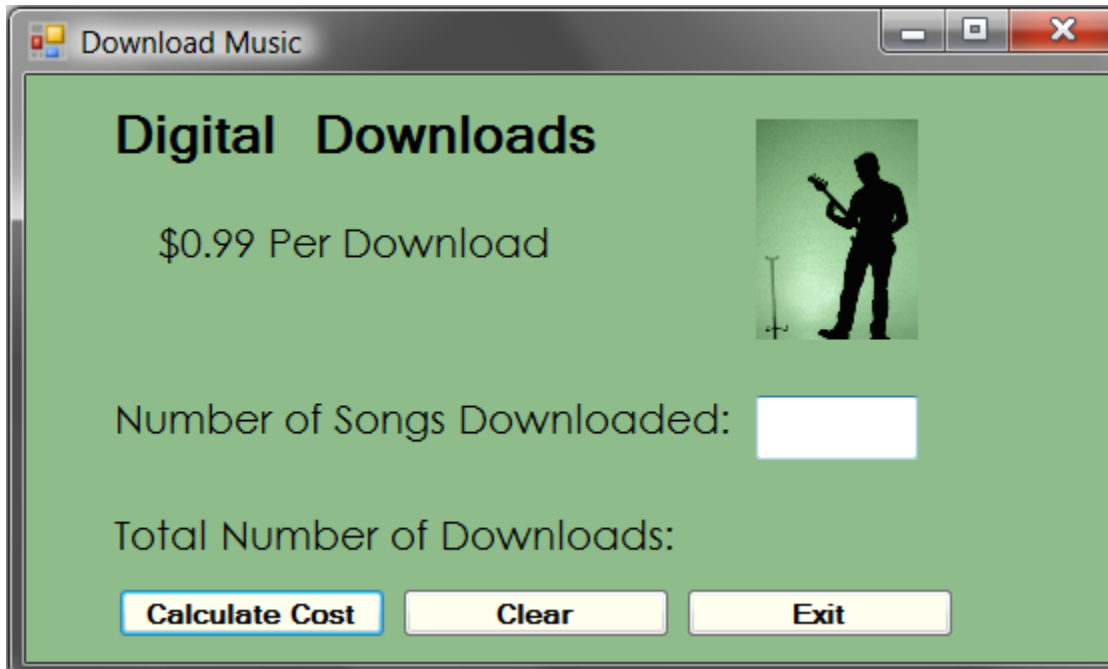 Download Music
Digital Downloads
$0.99 Per Download
Number of Songs Downloaded:
Total Number of Downloads:
Calculate Cost Clear Exit